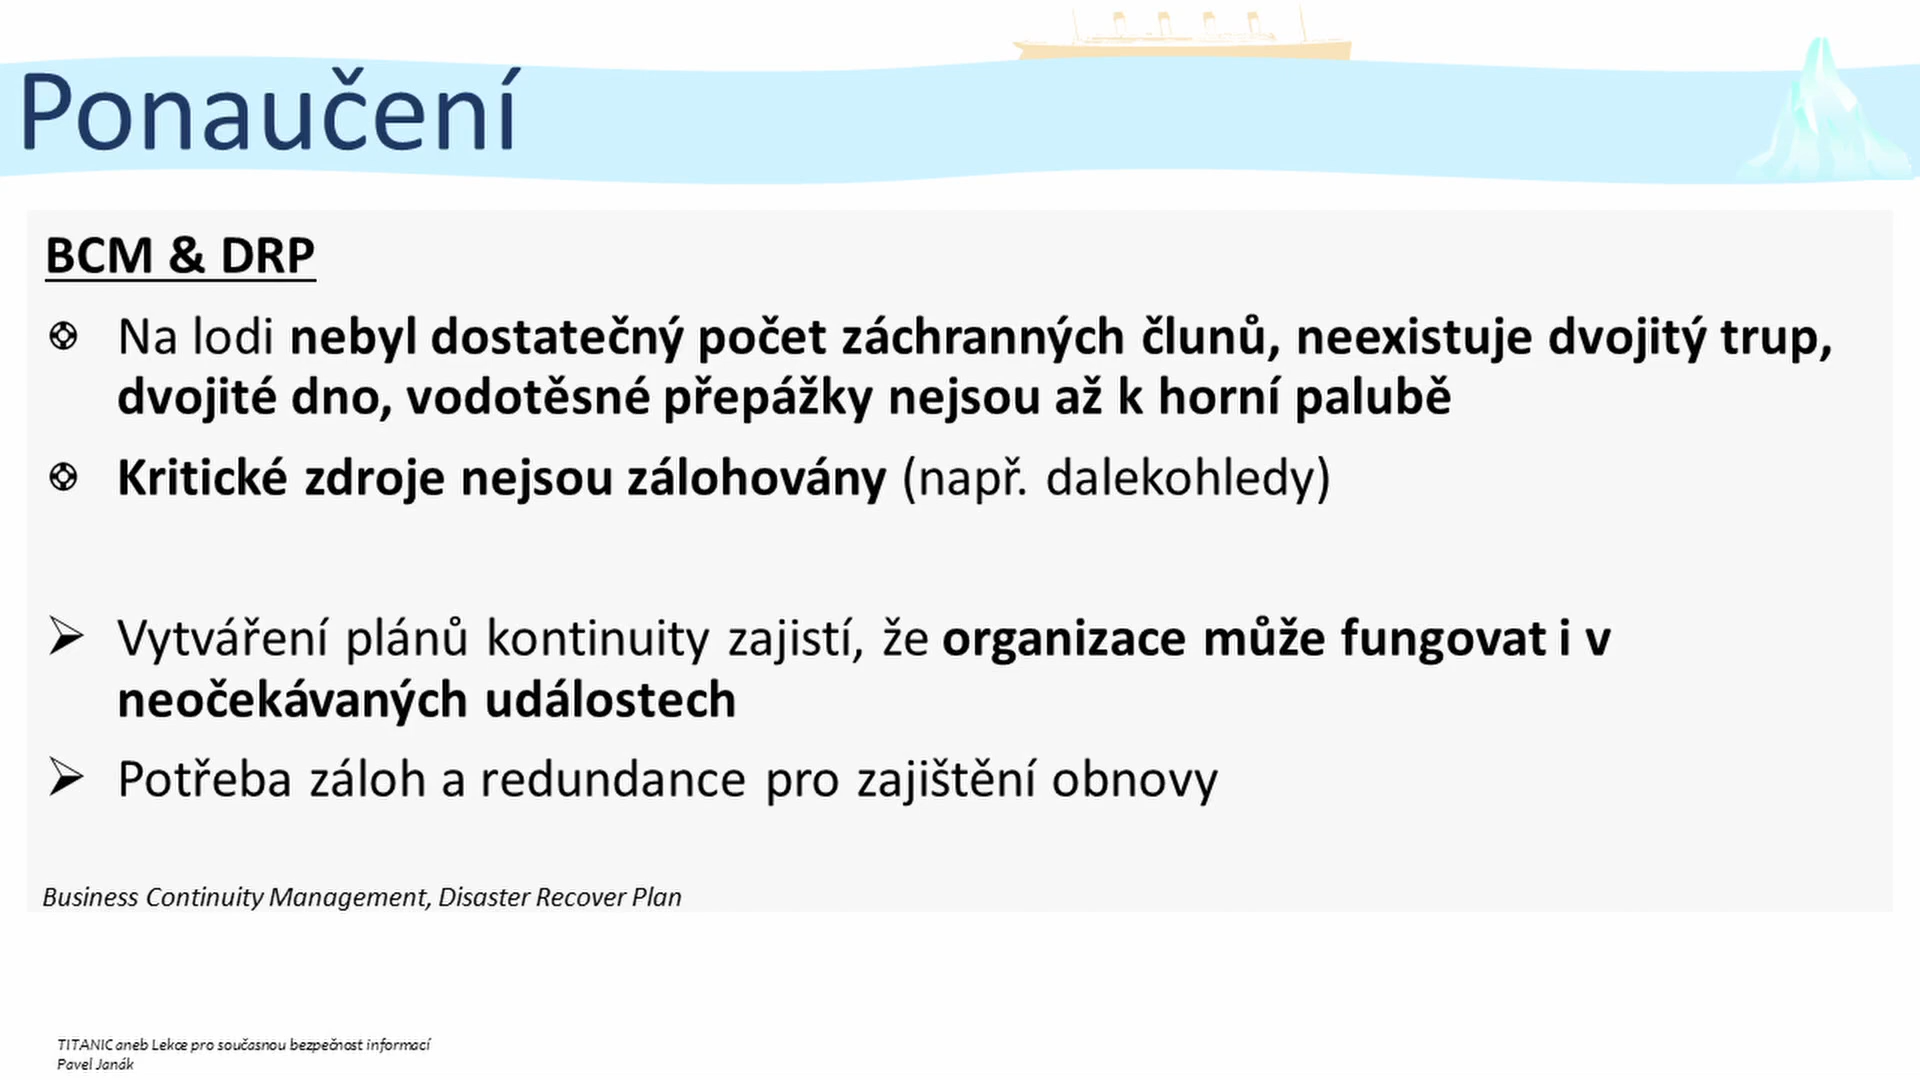 Ponaučení
BCM & DRP
Na lodi nebyl dostatečný počet záchranných člunů, neexistuje dvojitý trup,
dvojité dno, vodotěsné přepážky nejsou až k horní palubě
Kritické zdroje nejsou zálohovány (např. dalekohledy)
Vytváření plánů kontinuity zajistí, že organizace může fungovat i v
neočekávaných událostech
Potřeba záloh a redundance pro zajištění obnovy
Business Continuity Management, Disaster Recover Plan
TITANIC aneb Lekce pro současnou bezpečnost informací
Pavel Janák